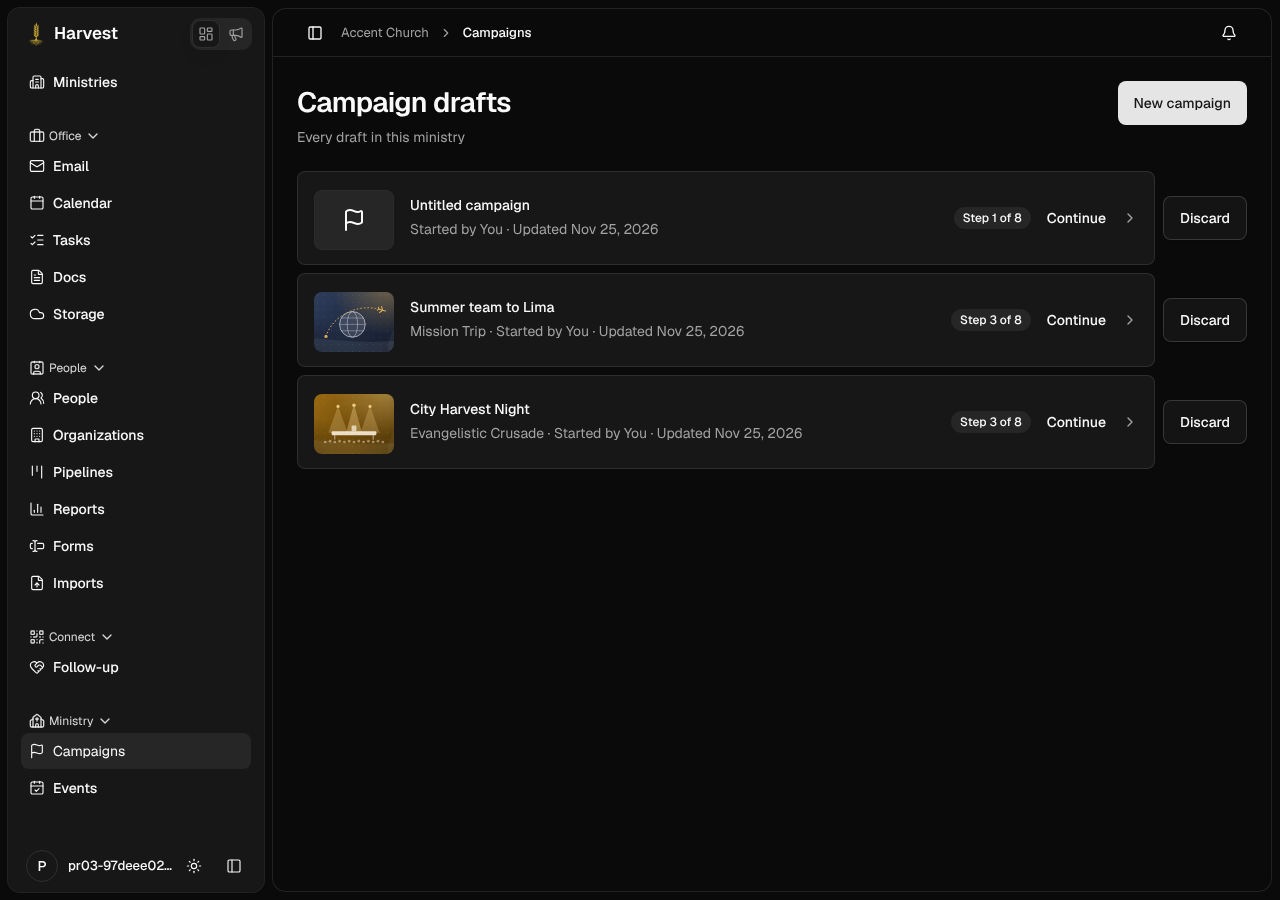 Harvest
Ministries
Office
Email
Calendar
Tasks
Docs
Storage
People
People
Organizations
Pipelines
Reports
Forms
Imports
Connect
Follow-up
Ministry
Campaigns
Events
P pr03-97deee02...
Accent Church > Campaigns
Campaign drafts
Every draft in this ministry
New campaign
Untitled campaign
Started by You · Updated Nov 25, 2026
Step 1 of 8 Continue
Discard
Summer team to Lima
Mission Trip · Started by You · Updated Nov 25, 2026
Step 3 of 8 Continue
Discard
City Harvest Night
Evangelistic Crusade · Started by You · Updated Nov 25, 2026
Step 3 of 8 Continue
Discard